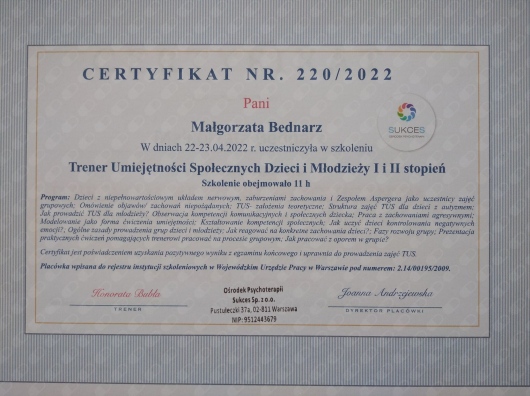 CERTYFIKAT NR. 220/2022
Pani
Małgorzata Bednarz
SUKCES
W dniach 22-23.04.2022 r. uczestniczyła w szkoleniu
Trener Umiejętności Społecznych Dzieci i Młodzieży I i II stopień
Szkolenie obejmowało 11 h
Program: Dzieci z niepełnowartościowym układem nerwowym, zaburzeniami zachowania i Zespołem Aspergera jako uczestnicy zajęć
grupowych; Omówienie objawów/ zachowań niepożądanych; TUS- założenia teoretyczne; Struktura zajęć TUS dla dzieci z autyzmem;
Jak prowadzić TUS dla młodzieży? Obserwacja kompetencji komunikacyjnych i społecznych dziecka; Praca z zachowaniami agresywnymi;
Modelowanie jako forma ćwiczenia umiejętności; Kształtowanie kompetencji społecznych; Jak uczyć dzieci kontrolowania negatywnych
emocji?; Ogólne zasady prowadzenia grup dzieci i młodzieży; Jak reagować na konkretne zachowania dzieci?; Fazy rozwoju grupy; Prezentacja
praktycznych ćwiczeń pomagających trenerowi pracować na procesie grupowym; Jak pracować z oporem w grupie?
Certyfikat jest poświadczeniem uzyskania pozytywnego wyniku z egzaminu końcowego i uprawnia do prowadzenia zajęć TUS.
Placówka wpisana do rejestru instytucji szkoleniowych w Wojewódzkim Urzędzie Pracy w Warszawie pod numerem: 2.14/00195/2009.
Honorata Bubła
TRENER
Ośrodek Psychoterapii
Sukces Sp. z o.o.
Pustułeczki 37a, 02-811 Warszawa
NIP: 9512443679
Joanna Andrzejewska
DYREKTOR PLACÓWKI